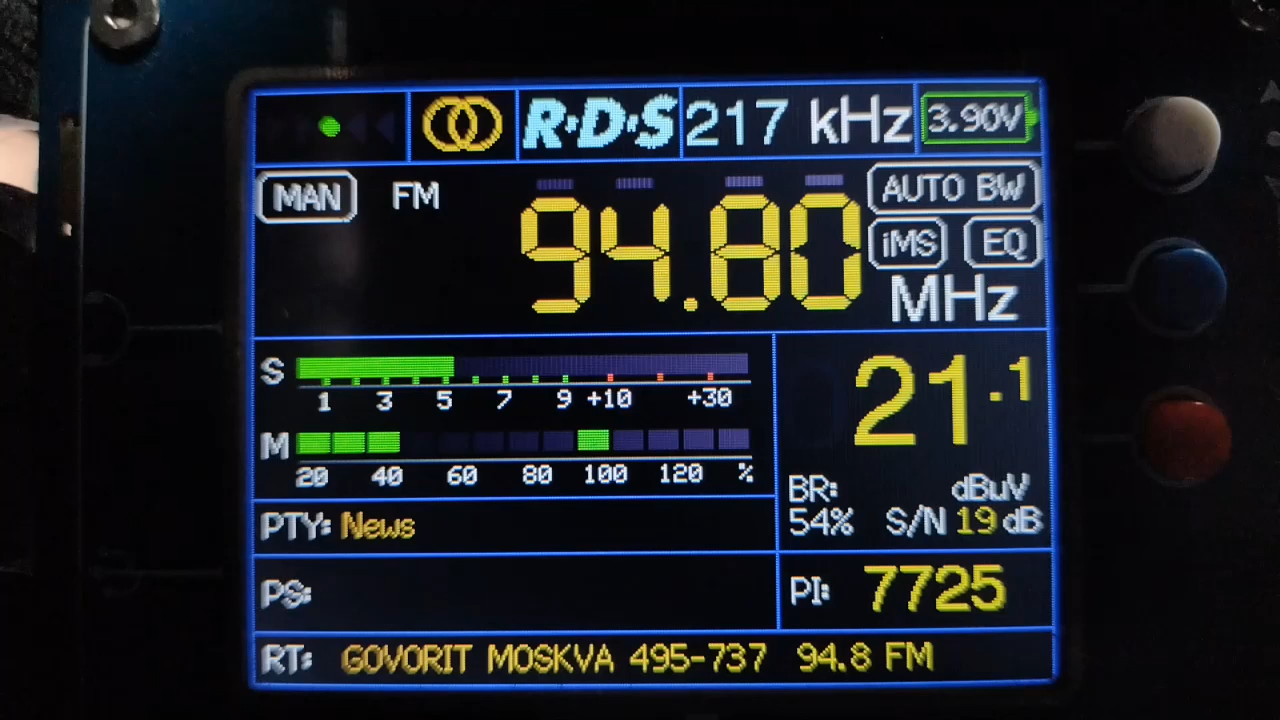 R·D·S 217 kHz 3.90V
MAN FM 94.80 MHz AUTO BW
iMS EQ
S
1 3 5 7 9 +10 +30
M
20 40 60 80 100 120 %
21.1
BR: dBuV
54% S/N 19 dB
PTY: News
PS:
PI: 7725
RT: GOVORIT MOSKVA 495-737 94.8 FM